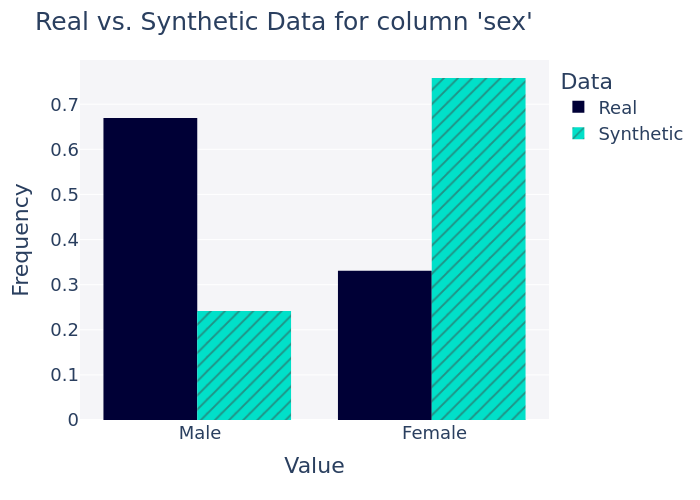 Real vs. Synthetic Data for column 'sex'
Data
Real
Synthetic
Frequency
0.7
0.6
0.5
0.4
0.3
0.2
0.1
0
Male Female
Value